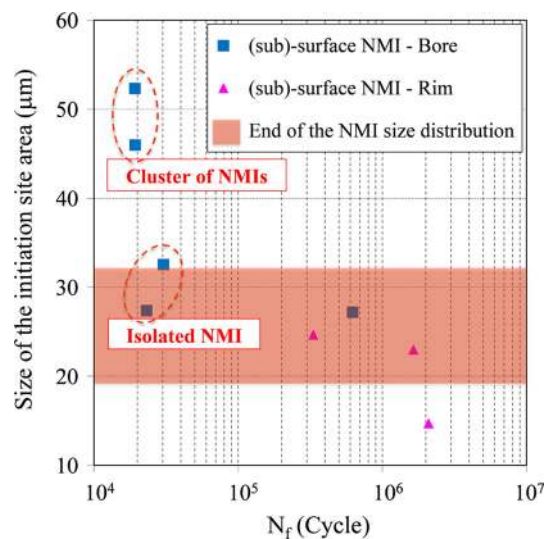 60
50
40
30
20
10
Size of the initiation site area (μm)
(sub)-surface NMI - Bore
(sub)-surface NMI - Rim
End of the NMI size distribution
Cluster of NMIs
Isolated NMI
10⁴
10⁵
10⁶
10⁷
N_f (Cycle)